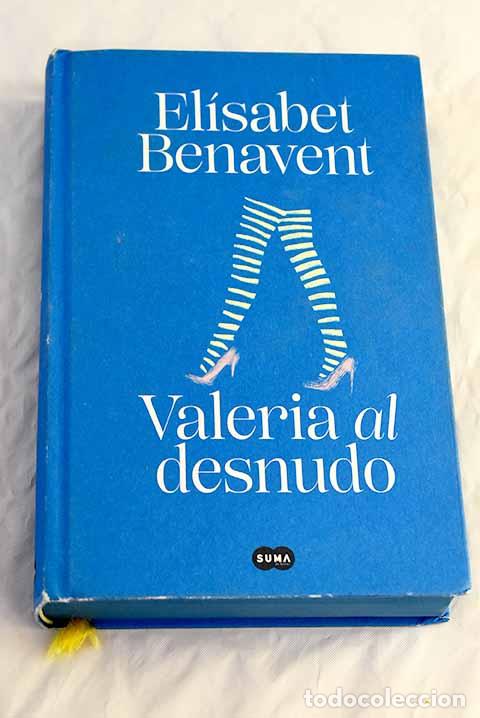 Elísabet
Benavent
Valeria al
desnudo
SUMA
todocoleccion